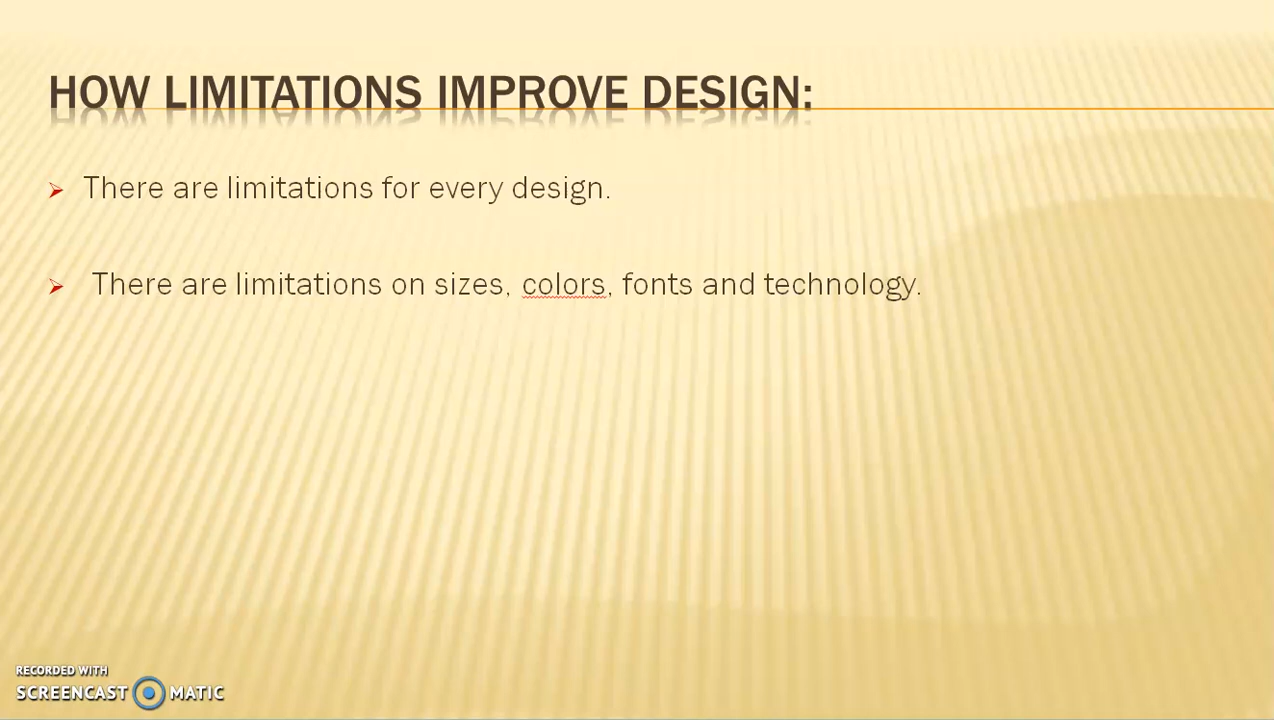 HOW LIMITATIONS IMPROVE DESIGN:
There are limitations for every design.
There are limitations on sizes, colors, fonts and technology.
RECORDED WITH
SCREENCAST MATIC